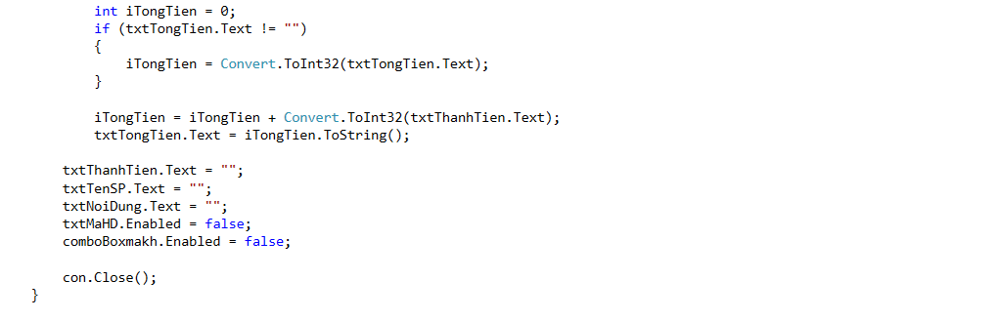 int iTongTien = 0;
if (txtTongTien.Text != "")
{
iTongTien = Convert.ToInt32(txtTongTien.Text);
}
iTongTien = iTongTien + Convert.ToInt32(txtThanhTien.Text);
txtTongTien.Text = iTongTien.ToString();
txtThanhTien.Text = "";
txtTenSP.Text = "";
txtNoiDung.Text = "";
txtMaHD.Enabled = false;
comboBoxmakh.Enabled = false;
con.Close();
}